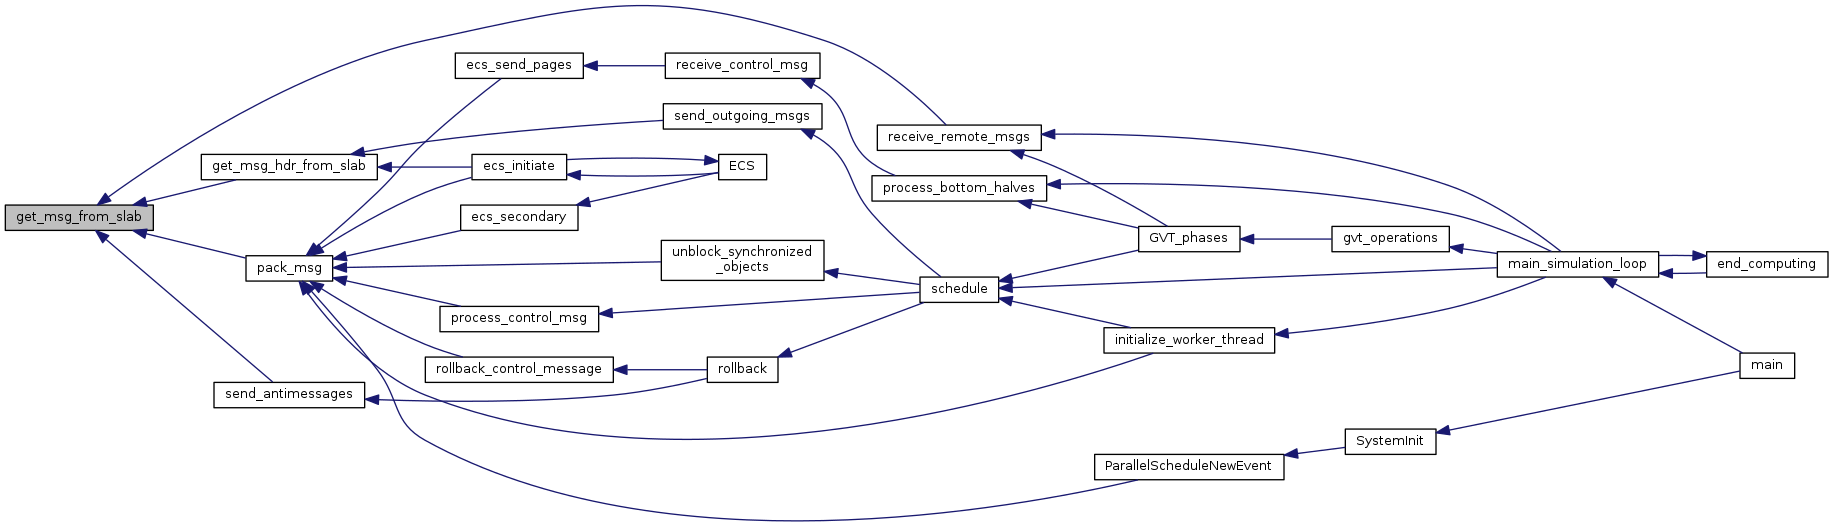 ecs_send_pages
receive_control_msg
send_outgoing_msgs
receive_remote_msgs
get_msg_hdr_from_slab
ecs_initiate
ECS
process_bottom_halves
get_msg_from_slab
ecs_secondary
GVT_phases
gvt_operations
unblock_synchronized
_objects
pack_msg
main_simulation_loop
end_computing
schedule
process_control_msg
initialize_worker_thread
rollback_control_message
rollback
main
send_antimessages
SystemInit
ParallelScheduleNewEvent